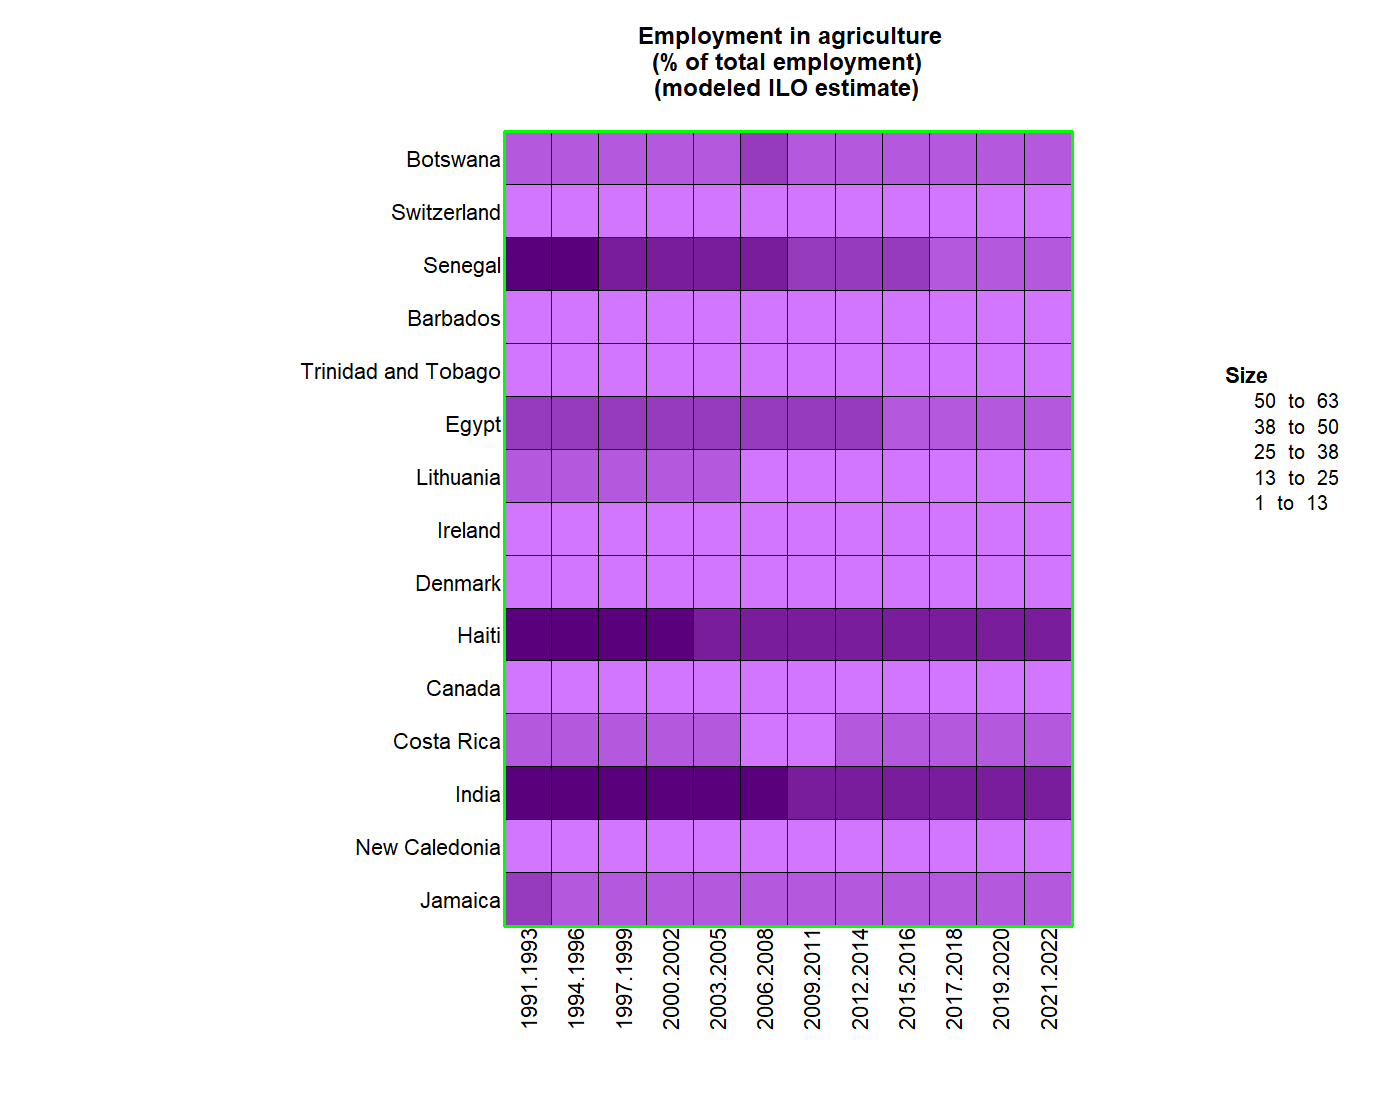 Employment in agriculture
(% of total employment)
(modeled ILO estimate)
Botswana
Switzerland
Senegal
Barbados
Trinidad and Tobago
Egypt
Lithuania
Ireland
Denmark
Haiti
Canada
Costa Rica
India
New Caledonia
Jamaica
1991.1993
1994.1996
1997.1999
2000.2002
2003.2005
2006.2008
2009.2011
2012.2014
2015.2016
2017.2018
2019.2020
2021.2022
Size
50 to 63
38 to 50
25 to 38
13 to 25
1 to 13